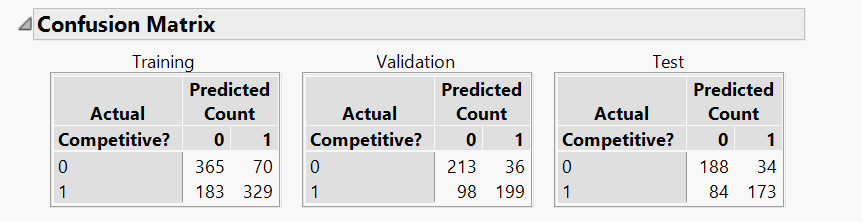 Confusion Matrix
Training Validation Test
Predicted Predicted Predicted
Actual Count Actual Count Actual Count
Competitive? 0 1 Competitive? 0 1 Competitive? 0 1
0 365 70 0 213 36 0 188 34
1 183 329 1 98 199 1 84 173